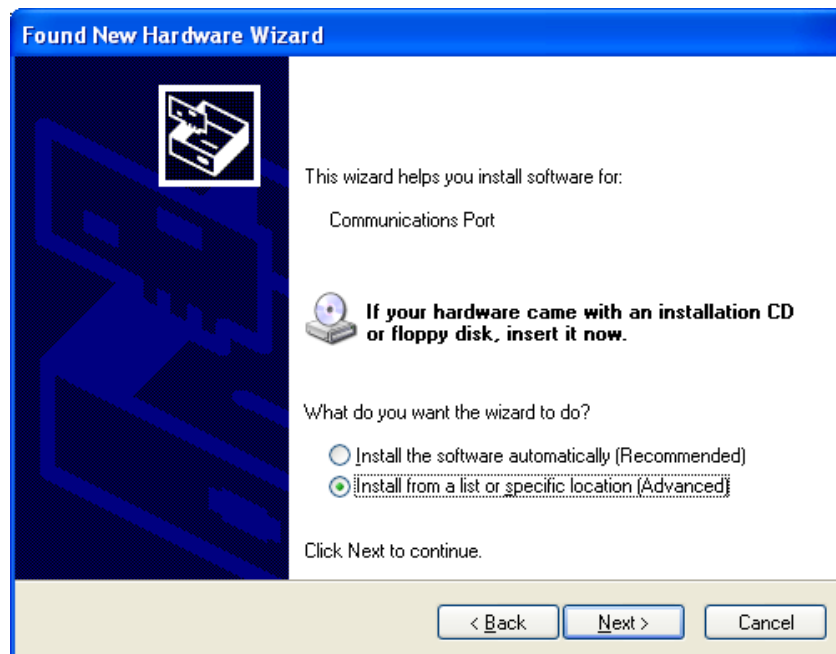 Found New Hardware Wizard
This wizard helps you install software for:
Communications Port
If your hardware came with an installation CD
or floppy disk, insert it now.
What do you want the wizard to do?
Install the software automatically (Recommended)
Install from a list or specific location (Advanced)
Click Next to continue.
< Back Next > Cancel